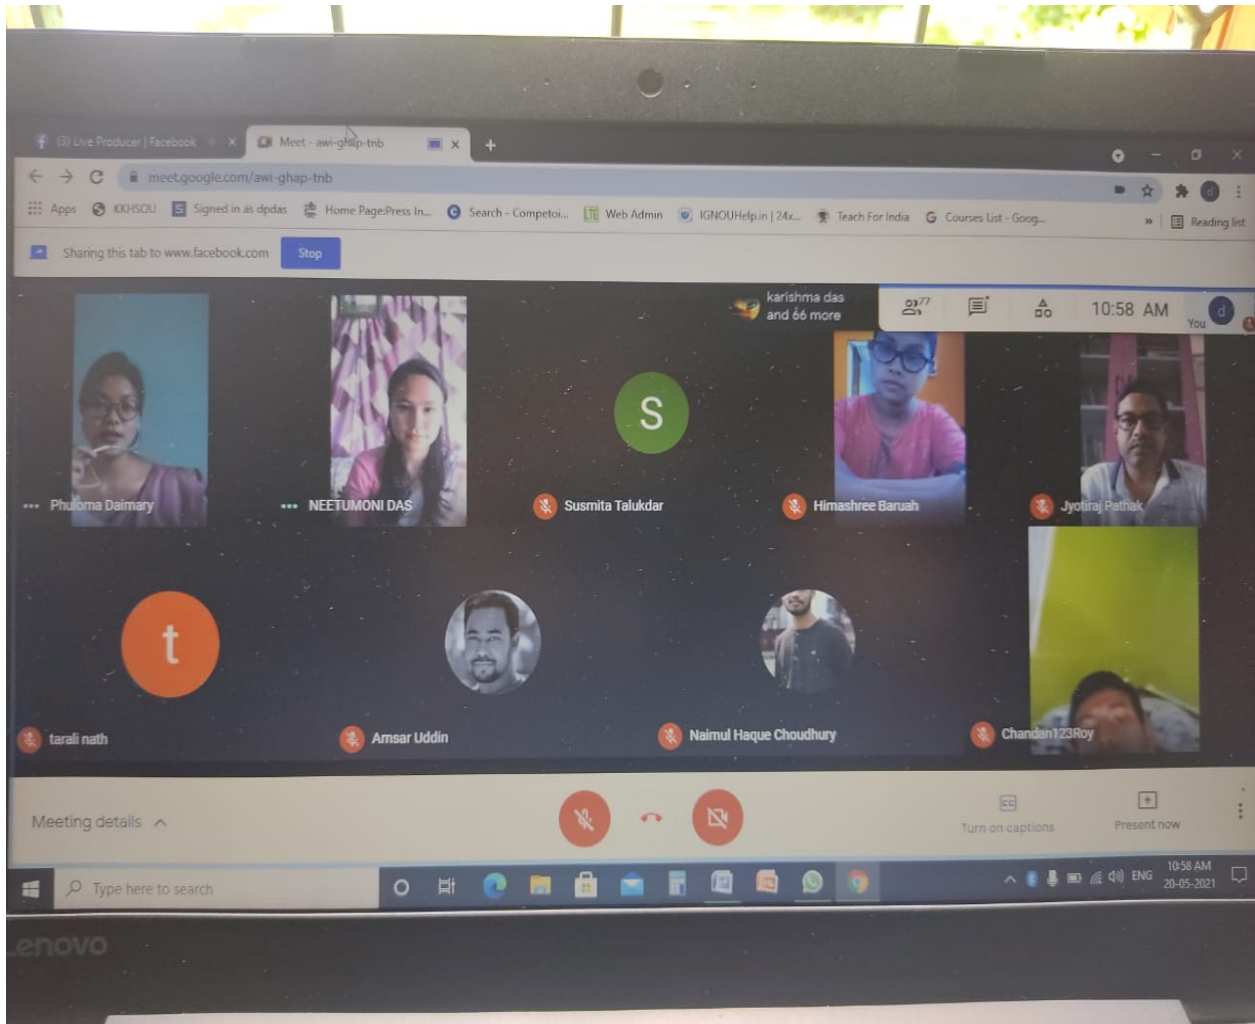 (3) Live Producer | Facebook
Meet - awi-ghap-tnb
meet.google.com/awi-ghap-tnb
Apps KKHSOU S Signed in as dpdas Home Page:Press In... Search - Competoi... LTE Web Admin IGNOUHelp.in | 24x... Teach For India G Courses List - Goog... » Reading list
Sharing this tab to www.facebook.com Stop
karishma das
and 66 more
77
10:58 AM
You
d
S
Phuloma Daimary
NEETUMONI DAS
Susmita Talukdar
Himashree Baruah
Jyotiraj Pathak
t
tarali nath
Amsar Uddin
Naimul Haque Choudhury
Chandan123Roy
Meeting details
CC
Turn on captions
Present now
Type here to search
ENG
10:58 AM
20-05-2021
enovo